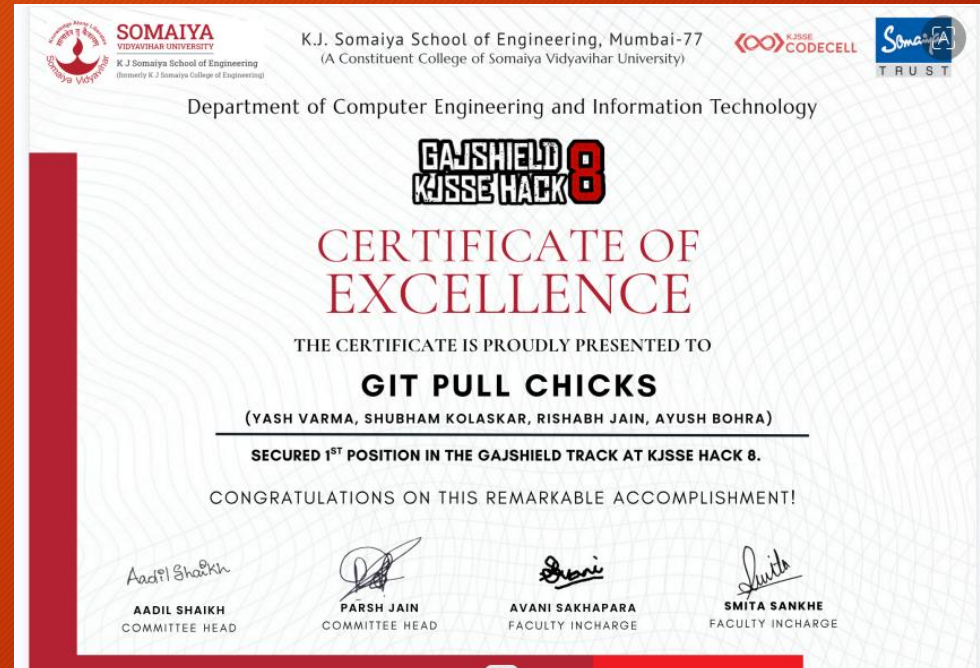 SOMAIYA
VIDYAVIHAR UNIVERSITY
K J Somaiya School of Engineering
(formerly K J Somaiya College of Engineering)
Somaiya Vidyavihar
K.J. Somaiya School of Engineering, Mumbai-77
(A Constituent College of Somaiya Vidyavihar University)
KJSSE
CODECELL
Somaiya
TRUST
Department of Computer Engineering and Information Technology
GAJSHIELD
KJSSE HACK 8
CERTIFICATE OF
EXCELLENCE
THE CERTIFICATE IS PROUDLY PRESENTED TO
GIT PULL CHICKS
(YASH VARMA, SHUBHAM KOLASKAR, RISHABH JAIN, AYUSH BOHRA)
SECURED 1ST POSITION IN THE GAJSHIELD TRACK AT KJSSE HACK 8.
CONGRATULATIONS ON THIS REMARKABLE ACCOMPLISHMENT!
Aadil Shaikh
AADIL SHAIKH
COMMITTEE HEAD
PARSH JAIN
COMMITTEE HEAD
AVANI SAKHAPARA
FACULTY INCHARGE
SMITA SANKHE
FACULTY INCHARGE